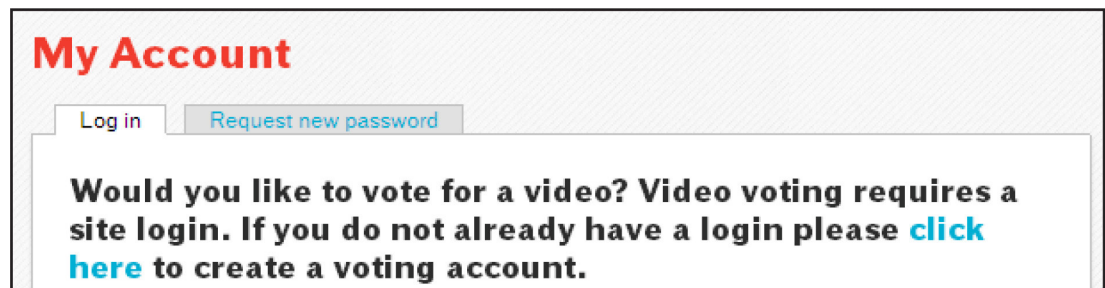 My Account
Log in Request new password
Would you like to vote for a video? Video voting requires a
site login. If you do not already have a login please click
here to create a voting account.